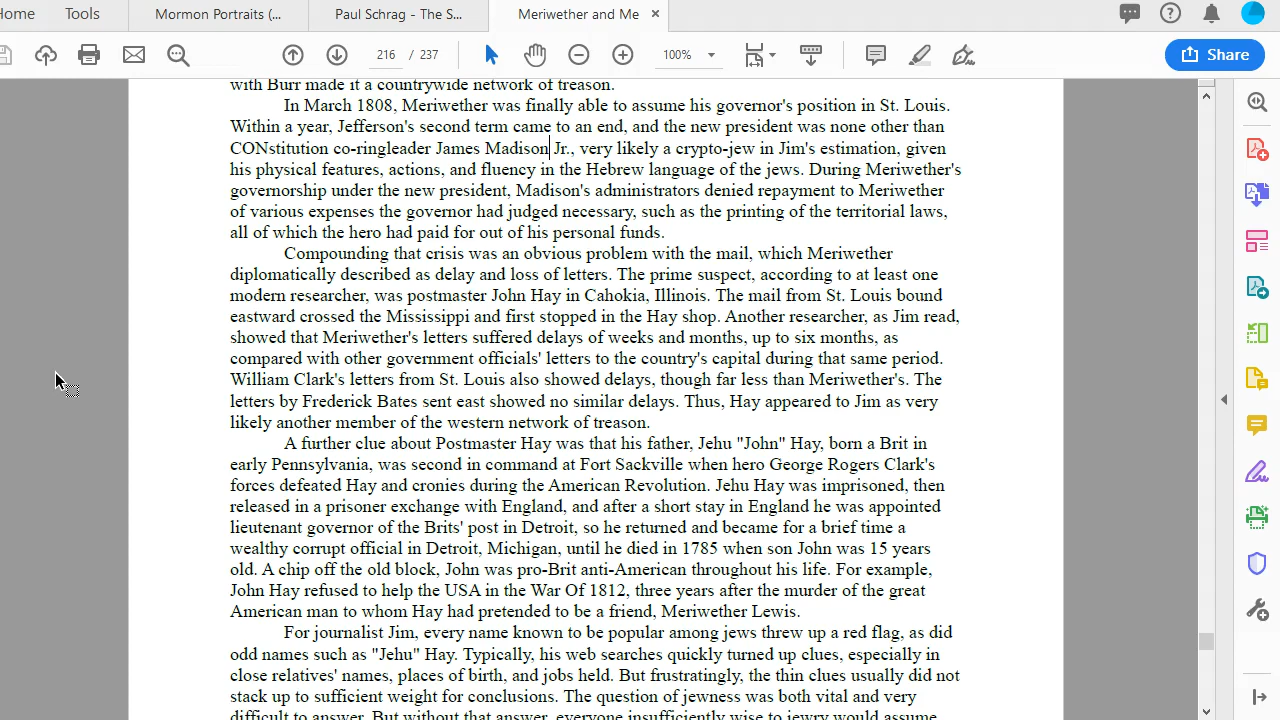 Home Tools Mormon Portraits (... Paul Schrag - The S... Meriwether and Me ×
216 / 237 100% Share
with Burr made it a countrywide network of treason.
In March 1808, Meriwether was finally able to assume his governor's position in St. Louis.
Within a year, Jefferson's second term came to an end, and the new president was none other than
CONstitution co-ringleader James Madison Jr., very likely a crypto-jew in Jim's estimation, given
his physical features, actions, and fluency in the Hebrew language of the jews. During Meriwether's
governorship under the new president, Madison's administrators denied repayment to Meriwether
of various expenses the governor had judged necessary, such as the printing of the territorial laws,
all of which the hero had paid for out of his personal funds.
Compounding that crisis was an obvious problem with the mail, which Meriwether
diplomatically described as delay and loss of letters. The prime suspect, according to at least one
modern researcher, was postmaster John Hay in Cahokia, Illinois. The mail from St. Louis bound
eastward crossed the Mississippi and first stopped in the Hay shop. Another researcher, as Jim read,
showed that Meriwether's letters suffered delays of weeks and months, up to six months, as
compared with other government officials' letters to the country's capital during that same period.
William Clark's letters from St. Louis also showed delays, though far less than Meriwether's. The
letters by Frederick Bates sent east showed no similar delays. Thus, Hay appeared to Jim as very
likely another member of the western network of treason.
A further clue about Postmaster Hay was that his father, Jehu "John" Hay, born a Brit in
early Pennsylvania, was second in command at Fort Sackville when hero George Rogers Clark's
forces defeated Hay and cronies during the American Revolution. Jehu Hay was imprisoned, then
released in a prisoner exchange with England, and after a short stay in England he was appointed
lieutenant governor of the Brits' post in Detroit, so he returned and became for a brief time a
wealthy corrupt official in Detroit, Michigan, until he died in 1785 when son John was 15 years
old. A chip off the old block, John was pro-Brit anti-American throughout his life. For example,
John Hay refused to help the USA in the War Of 1812, three years after the murder of the great
American man to whom Hay had pretended to be a friend, Meriwether Lewis.
For journalist Jim, every name known to be popular among jews threw up a red flag, as did
odd names such as "Jehu" Hay. Typically, his web searches quickly turned up clues, especially in
close relatives' names, places of birth, and jobs held. But frustratingly, the thin clues usually did not
stack up to sufficient weight for conclusions. The question of jewness was both vital and very
difficult to answer. But without that answer, everyone insufficiently wise to jewry would assume